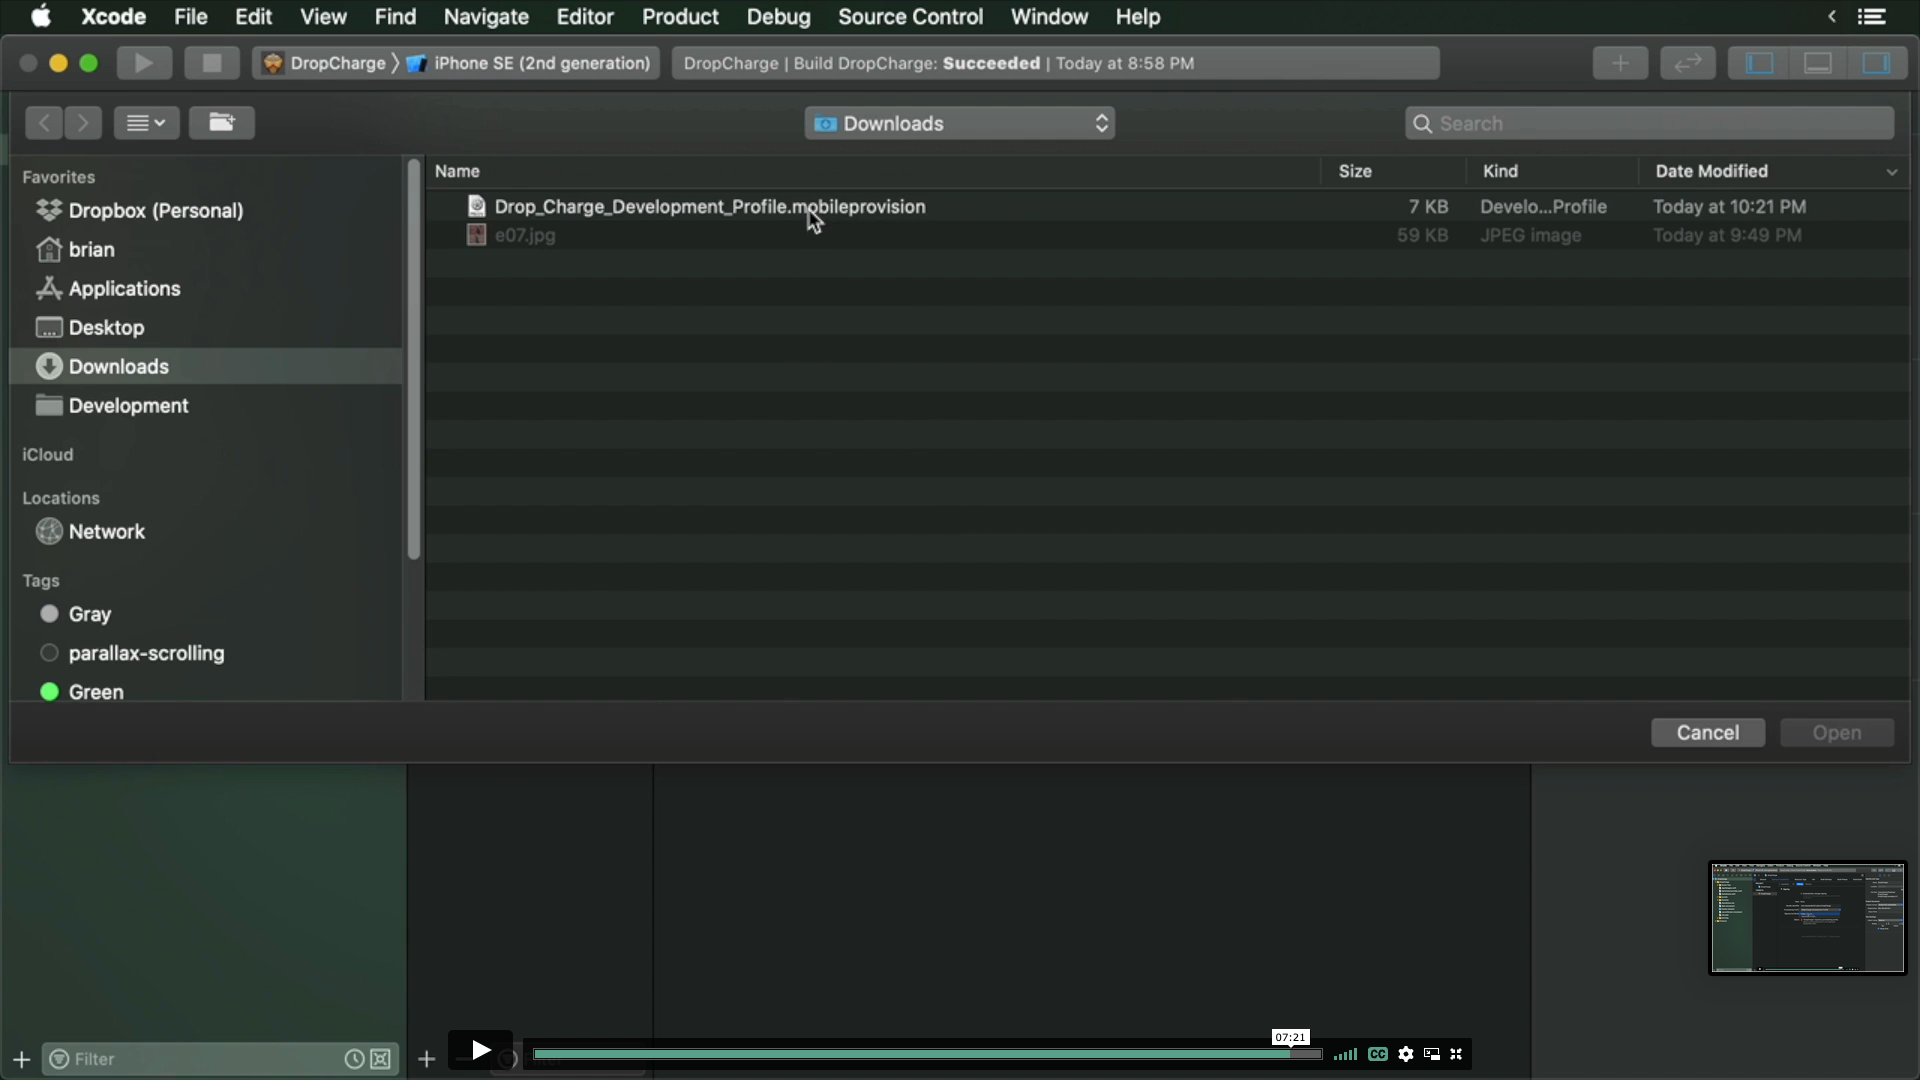 Xcode File Edit View Find Navigate Editor Product Debug Source Control Window Help
DropCharge 〉 iPhone SE (2nd generation) DropCharge | Build DropCharge: Succeeded | Today at 8:58 PM
Downloads Search
Favorites Name Size Kind Date Modified
Dropbox (Personal) Drop_Charge_Development_Profile.mobileprovision 7 KB Develo...Profile Today at 10:21 PM
e07.jpg 59 KB JPEG image Today at 9:49 PM
brian
Applications
Desktop
Downloads
Development
iCloud
Locations
Network
Tags
Gray
parallax-scrolling
Green
Cancel Open
07:21
Filter Filter CC